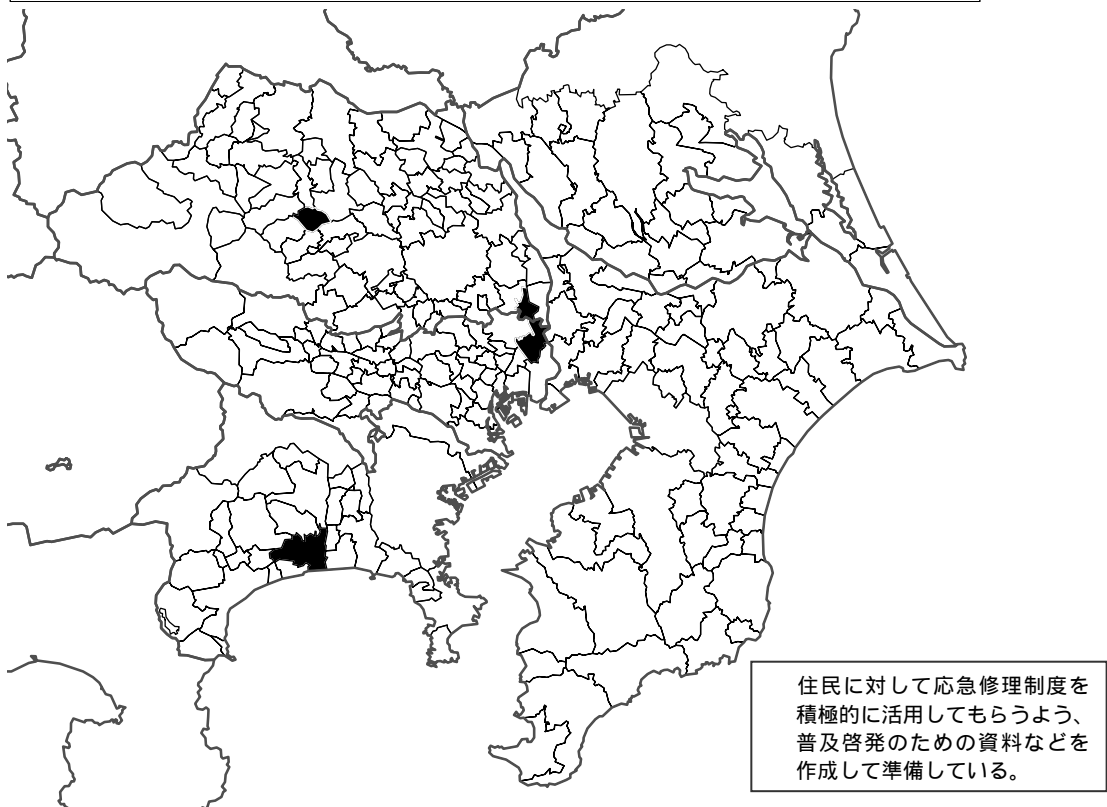 住民に対して応急修理制度を
積極的に活用してもらうよう、
普及啓発のための資料などを
作成して準備している。